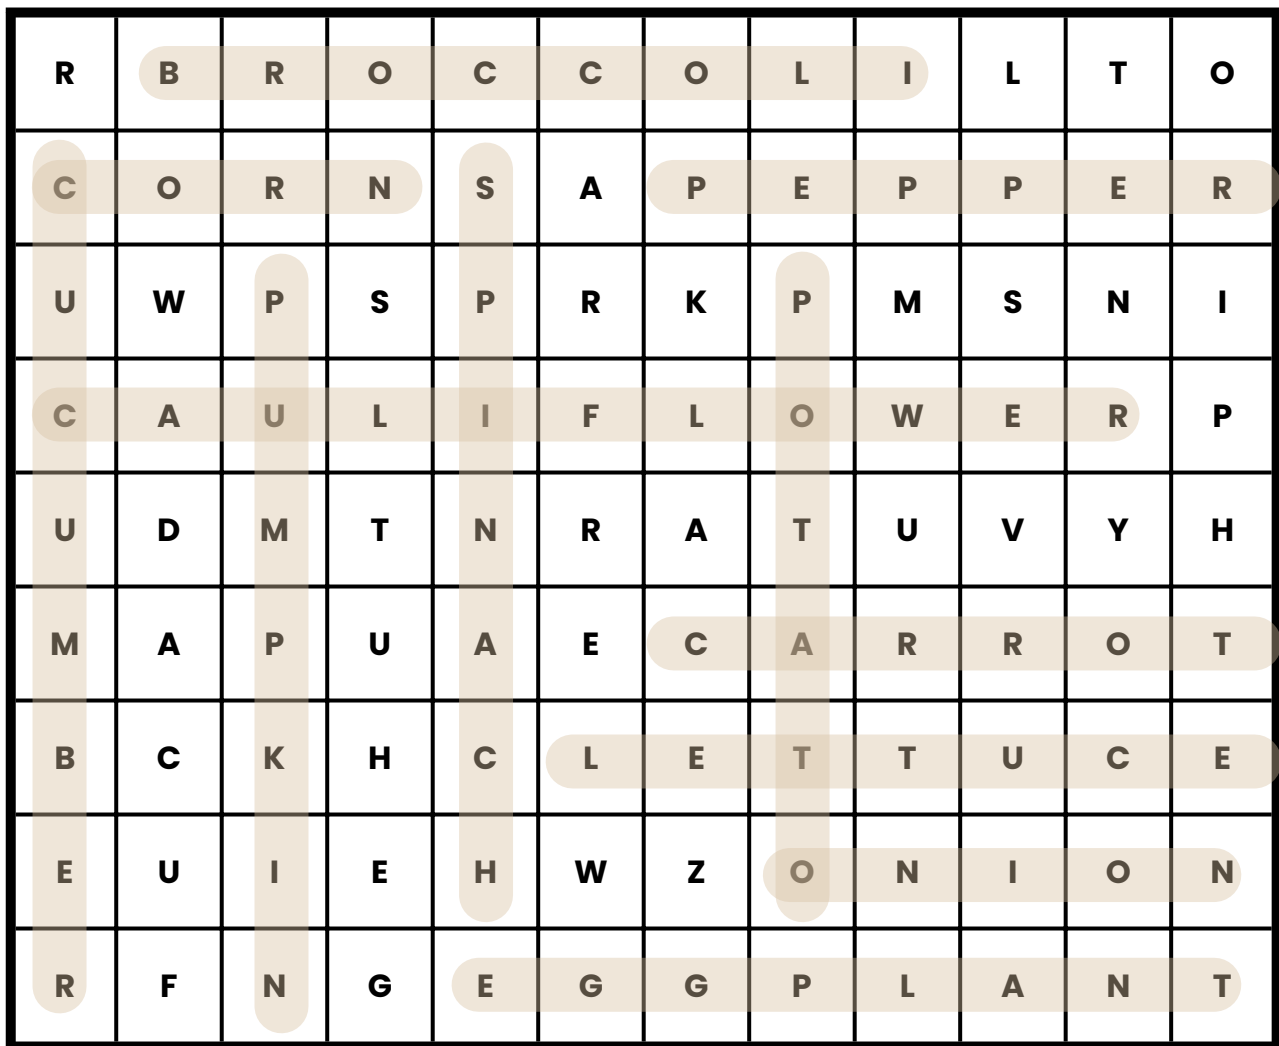 R B R O C C O L I L T O
C O R N S A P E P P E R
U W P S P R K P M S N I
C A U L I F L O W E R P
U D M T N R A T U V Y H
M A P U A E C A R R O T
B C K H C L E T T U C E
E U I E H W Z O N I O N
R F N G E G G P L A N T